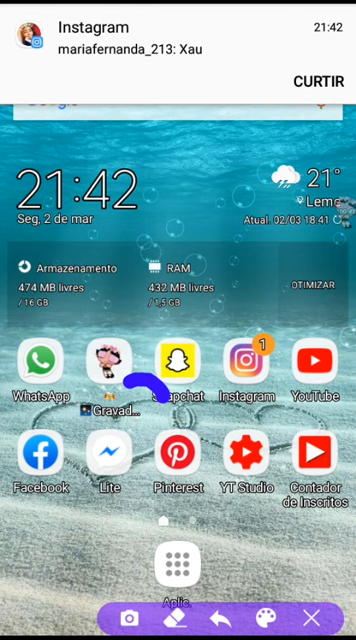 Instagram 21:42
mariafernanda_213: Xau
CURTIR
21:42
Seg, 2 de mar
21°
Leme
Atual. 02/03 18:41
Armazenamento
474 MB livres
/ 16 GB
RAM
432 MB livres
/ 1,5 GB
OTIMIZAR
1
WhatsApp
Gravad...
Snapchat
Instagram
YouTube
Facebook
Lite
Pinterest
YT Studio
Contador
de Inscritos
Aplic.